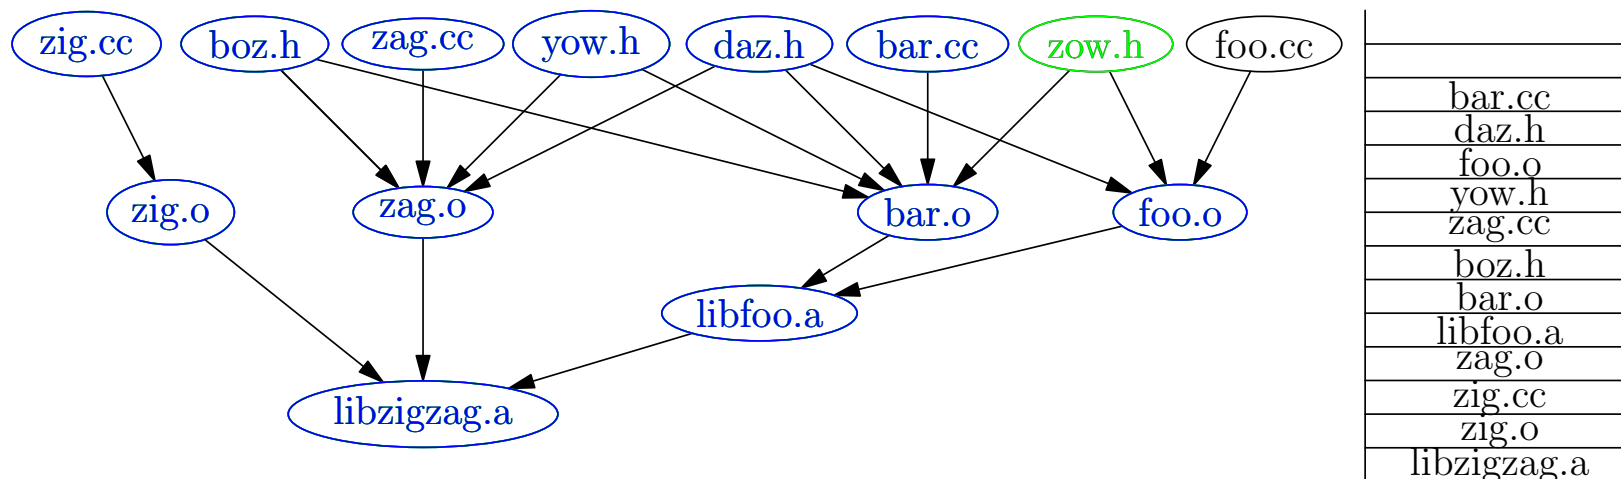 zig.cc
boz.h
zag.cc
yow.h
daz.h
bar.cc
zow.h
foo.cc
zig.o
zag.o
bar.o
foo.o
libfoo.a
libzigzag.a
bar.cc
daz.h
foo.o
yow.h
zag.cc
boz.h
bar.o
libfoo.a
zag.o
zig.cc
zig.o
libzigzag.a